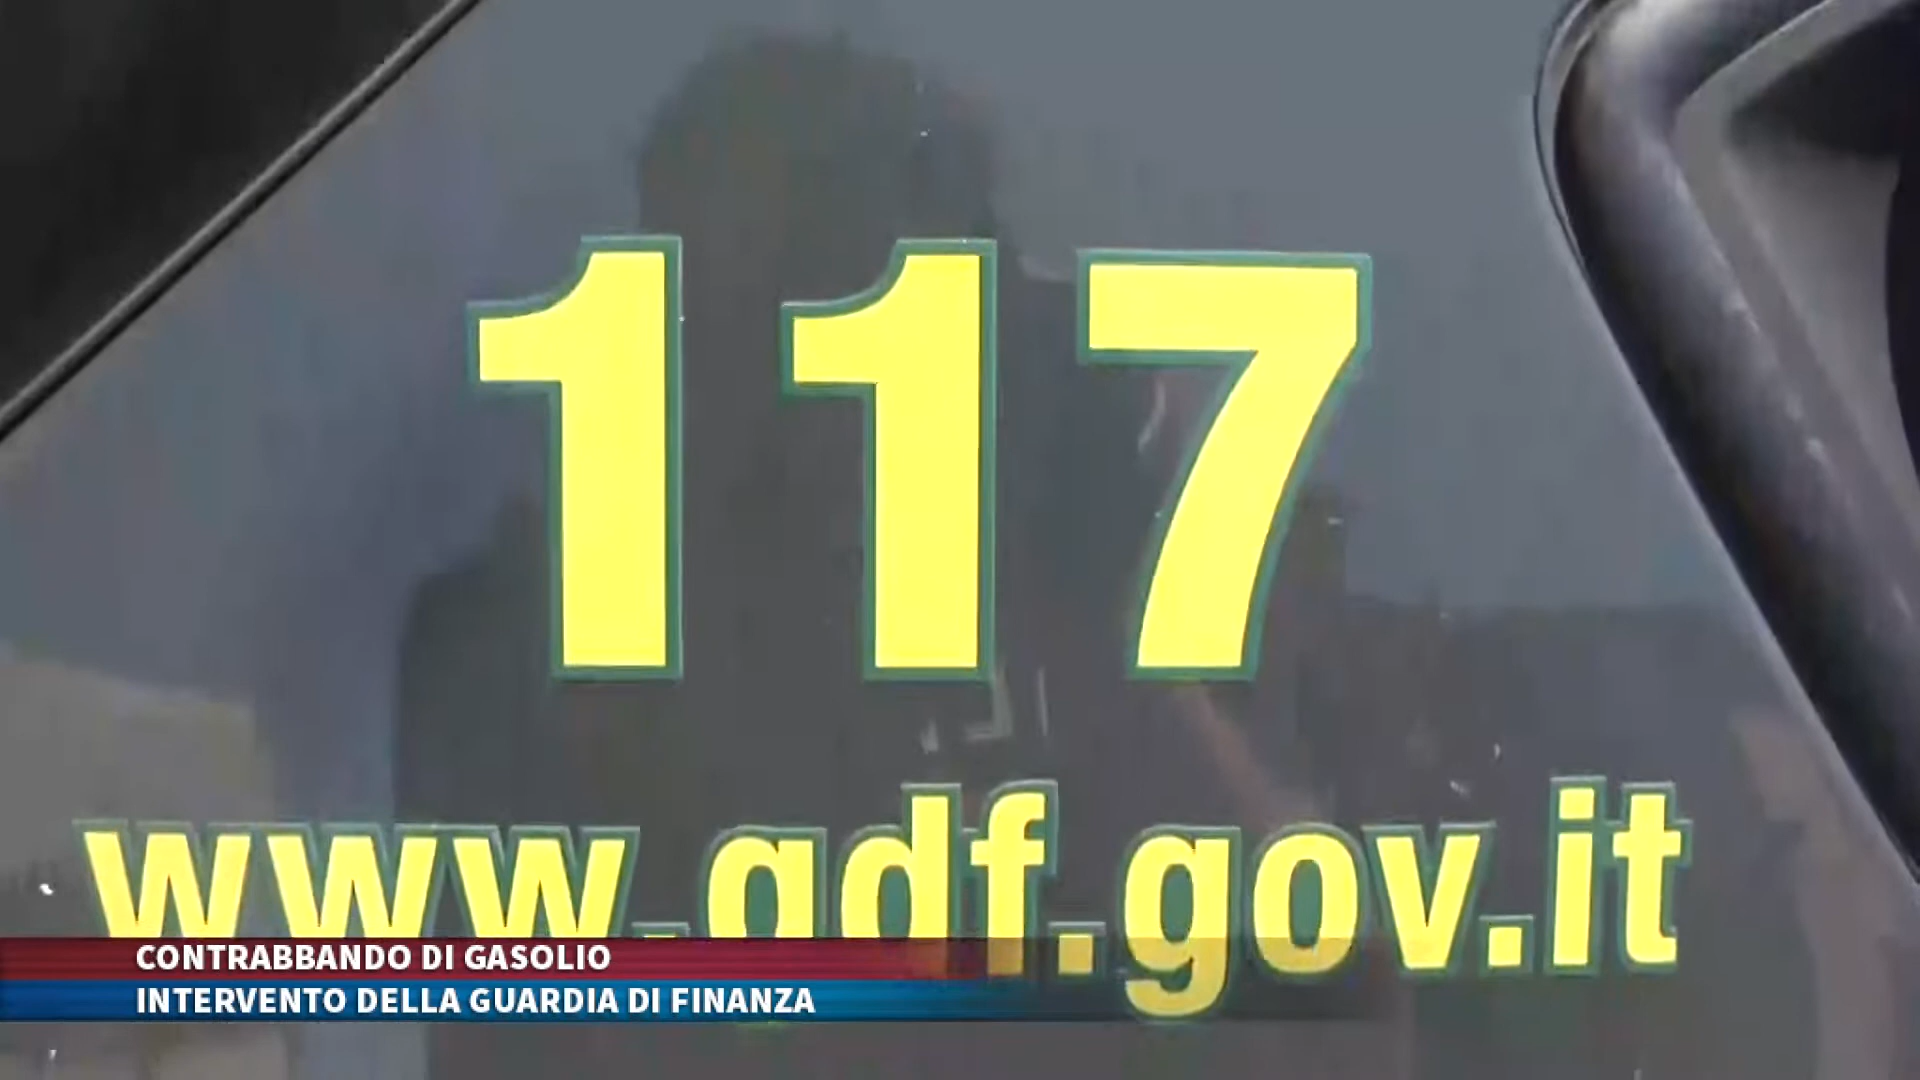 117
www.gdf.gov.it
CONTRABBANDO DI GASOLIO
INTERVENTO DELLA GUARDIA DI FINANZA